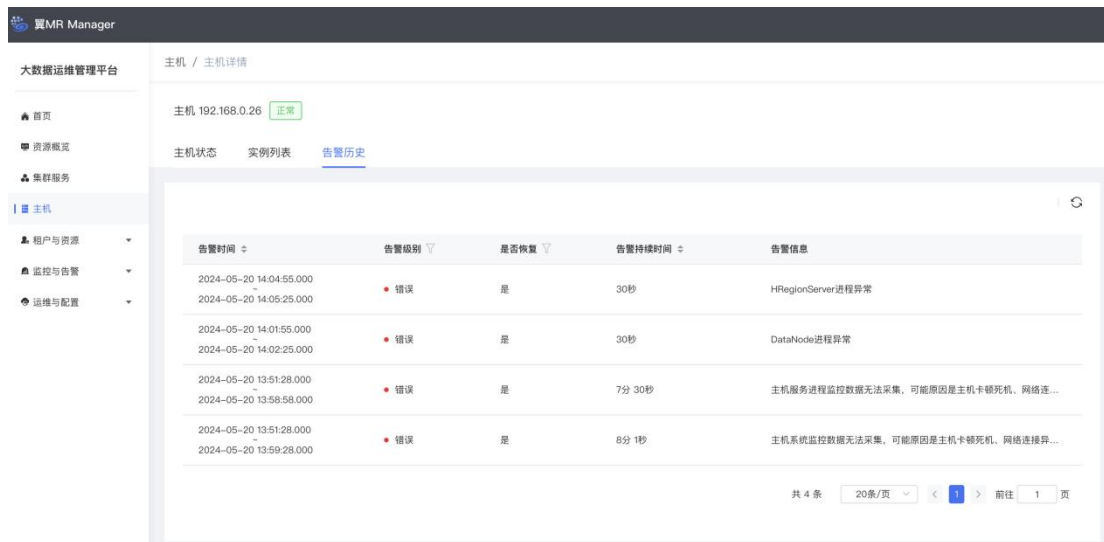 翼MR Manager
大数据运维管理平台
首页
资源概览
集群服务
主机
租户与资源
监控与告警
运维与配置
主机 / 主机详情
主机 192.168.0.26 正常
主机状态 实例列表 告警历史
告警时间 告警级别 是否恢复 告警持续时间 告警信息
2024-05-20 14:04:55.000
~
2024-05-20 14:05:25.000
错误 是 30秒 HRegionServer进程异常
2024-05-20 14:01:55.000
~
2024-05-20 14:02:25.000
错误 是 30秒 DataNode进程异常
2024-05-20 13:51:28.000
~
2024-05-20 13:58:58.000
错误 是 7分 30秒 主机服务进程监控数据无法采集，可能原因是主机卡顿死机、网络连...
2024-05-20 13:51:28.000
~
2024-05-20 13:59:28.000
错误 是 8分 1秒 主机系统监控数据无法采集，可能原因是主机卡顿死机、网络连接异...
共 4 条 20条/页 < 1 > 前往 1 页